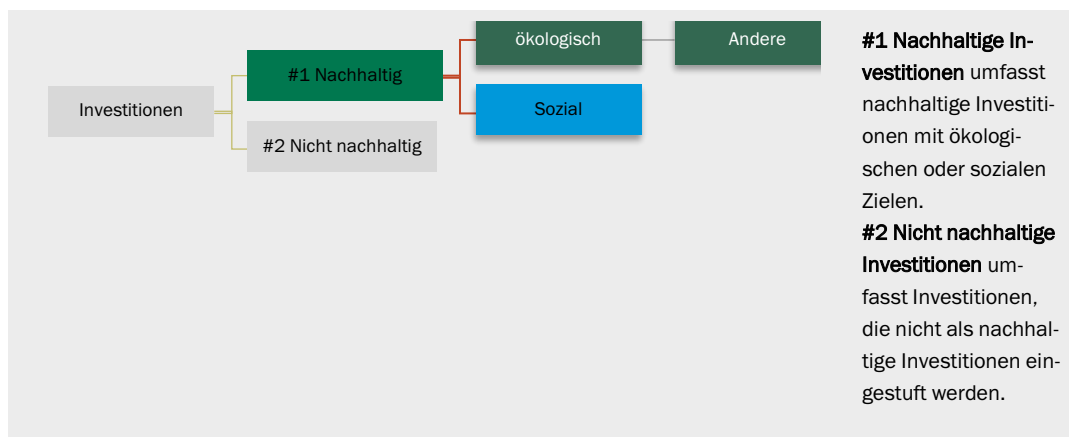 ökologisch
Andere
#1 Nachhaltig
Investitionen
Sozial
#2 Nicht nachhaltig
#1 Nachhaltige In-
vestitionen umfasst
nachhaltige Investiti-
onen mit ökologi-
schen oder sozialen
Zielen.
#2 Nicht nachhaltige
Investitionen um-
fasst Investitionen,
die nicht als nachhal-
tige Investitionen ein-
gestuft werden.